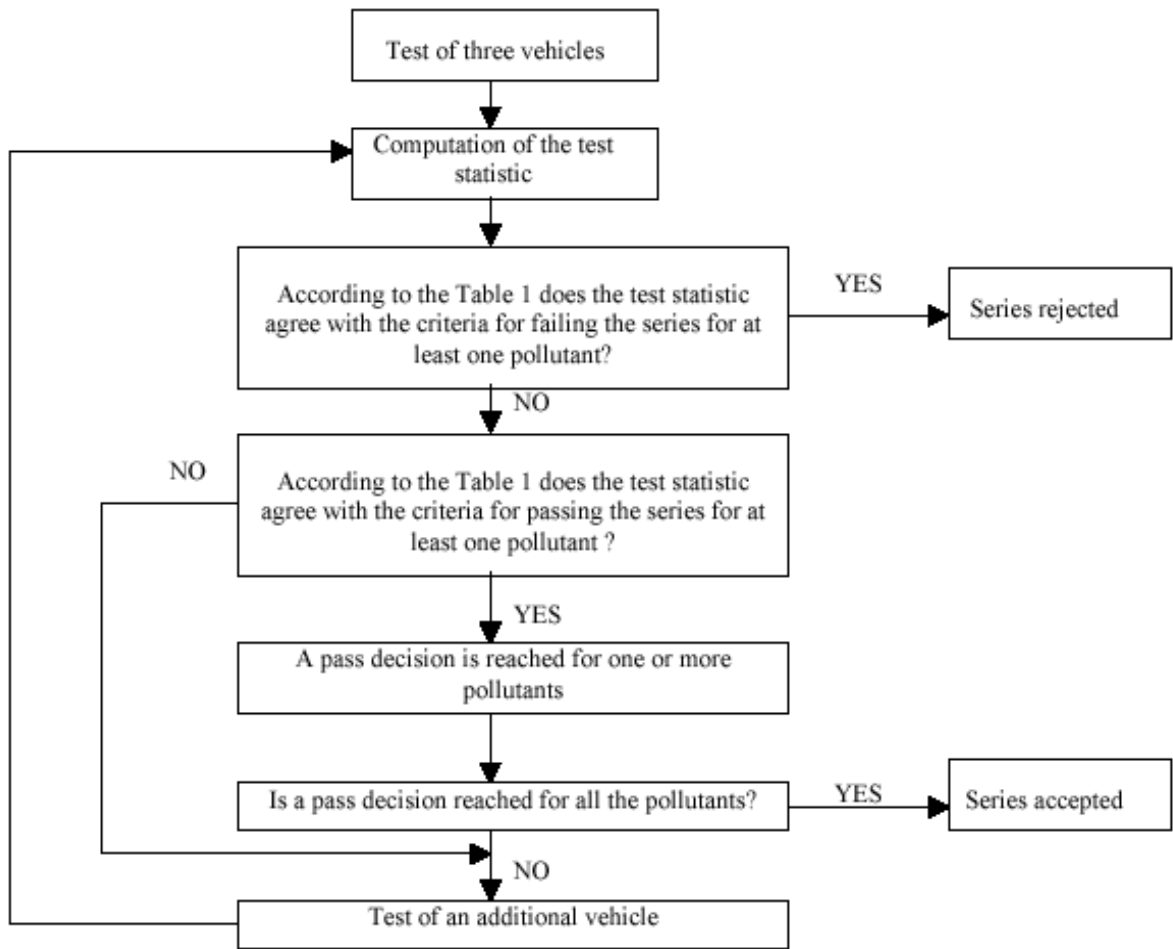 Test of three vehicles
Computation of the test
statistic
According to the Table 1 does the test statistic
agree with the criteria for failing the series for at
least one pollutant?
YES
Series rejected
NO
According to the Table 1 does the test statistic
agree with the criteria for passing the series for at
least one pollutant ?
NO
YES
A pass decision is reached for one or more
pollutants
Is a pass decision reached for all the pollutants?
YES
Series accepted
NO
Test of an additional vehicle